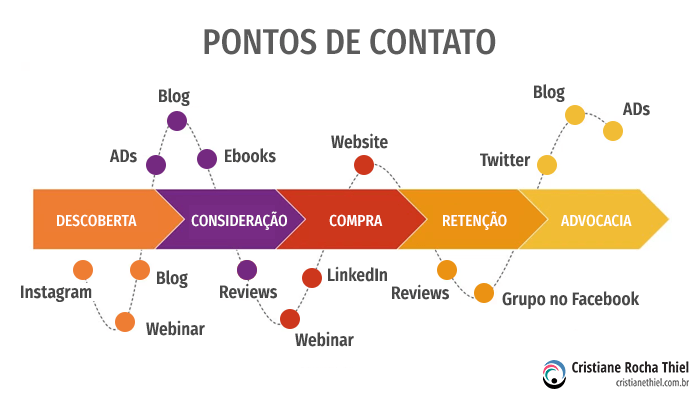 PONTOS DE CONTATO
Blog
ADs
Ebooks
Website
Blog
ADs
Twitter
DESCOBERTA
CONSIDERAÇÃO
COMPRA
RETENÇÃO
ADVOCACIA
Instagram
Blog
Webinar
Reviews
LinkedIn
Webinar
Reviews
Grupo no Facebook
Cristiane Rocha Thiel
cristianethiel.com.br